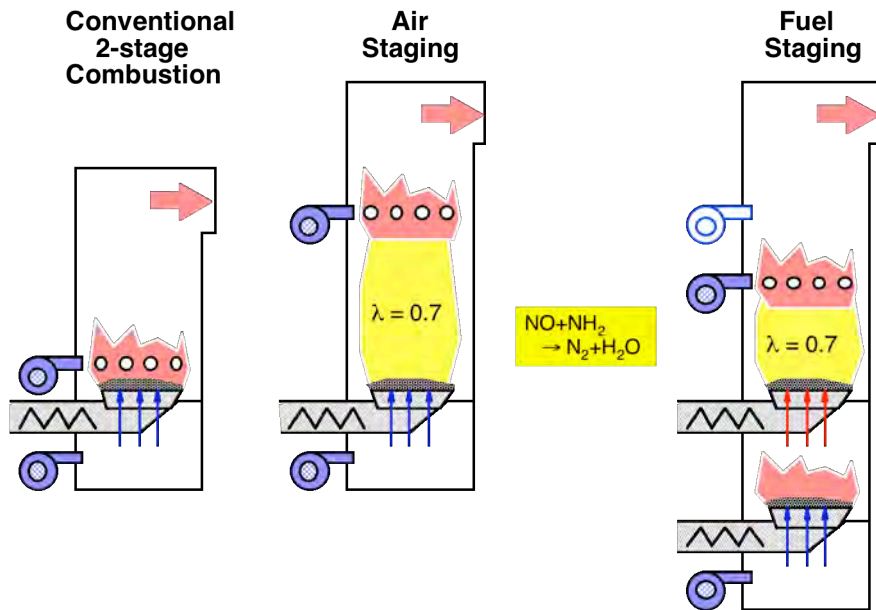 Conventional
2-stage
Combustion
Air
Staging
Fuel
Staging
λ = 0.7
NO+NH₂
→ N₂+H₂O
λ = 0.7